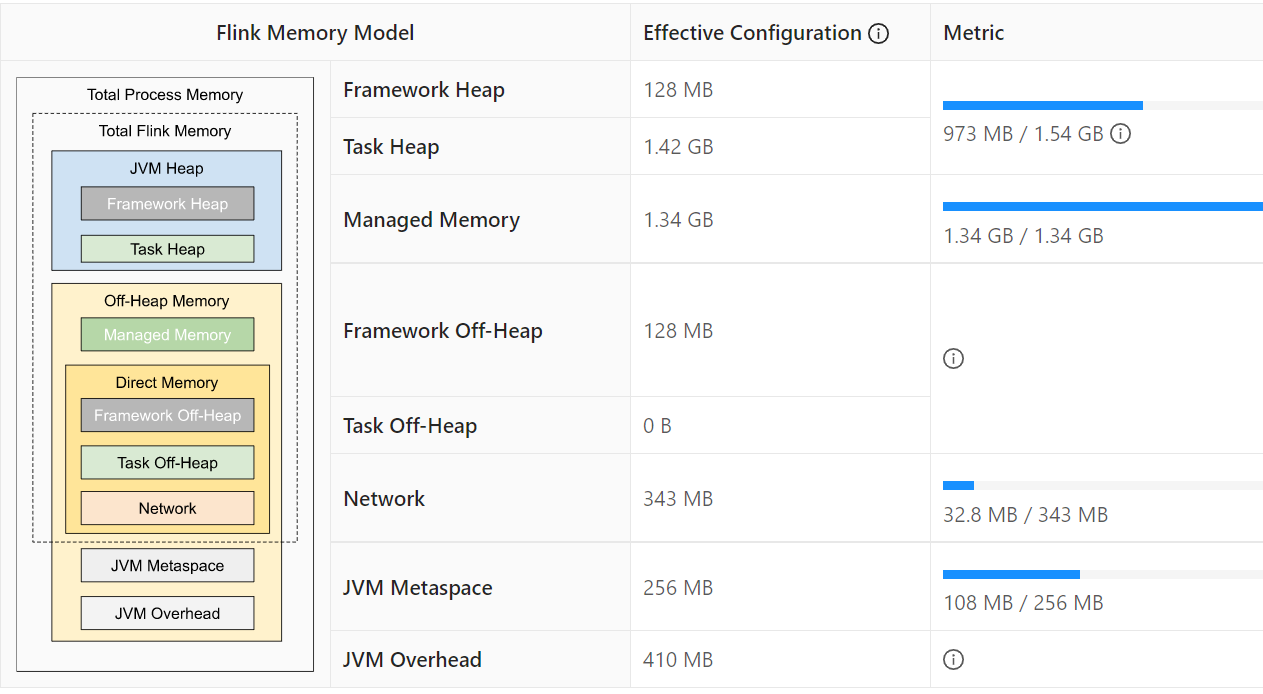 Flink Memory Model
Effective Configuration
Metric
Total Process Memory
Total Flink Memory
JVM Heap
Framework Heap
Task Heap
Off-Heap Memory
Managed Memory
Direct Memory
Framework Off-Heap
Task Off-Heap
Network
JVM Metaspace
JVM Overhead
Framework Heap
128 MB
973 MB / 1.54 GB
Task Heap
1.42 GB
Managed Memory
1.34 GB
1.34 GB / 1.34 GB
Framework Off-Heap
128 MB
Task Off-Heap
0 B
Network
343 MB
32.8 MB / 343 MB
JVM Metaspace
256 MB
108 MB / 256 MB
JVM Overhead
410 MB